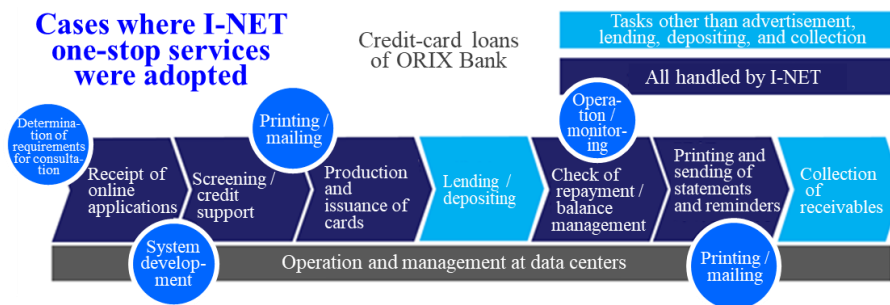 Cases where I-NET
one-stop services
were adopted
Credit-card loans
of ORIX Bank
Tasks other than advertisement,
lending, depositing, and collection
All handled by I-NET
Determina-
tion of
requirements
for consulta-
tion
Receipt of
online
applications
System
develop-
ment
Screening /
credit
support
Printing /
mailing
Production
and
issuance of
cards
Lending /
depositing
Opera-
tion /
monitor-
ing
Check of
repayment /
balance
management
Printing and
sending of
statements
and reminders
Printing /
mailing
Collection
of
receivables
Operation and management at data centers